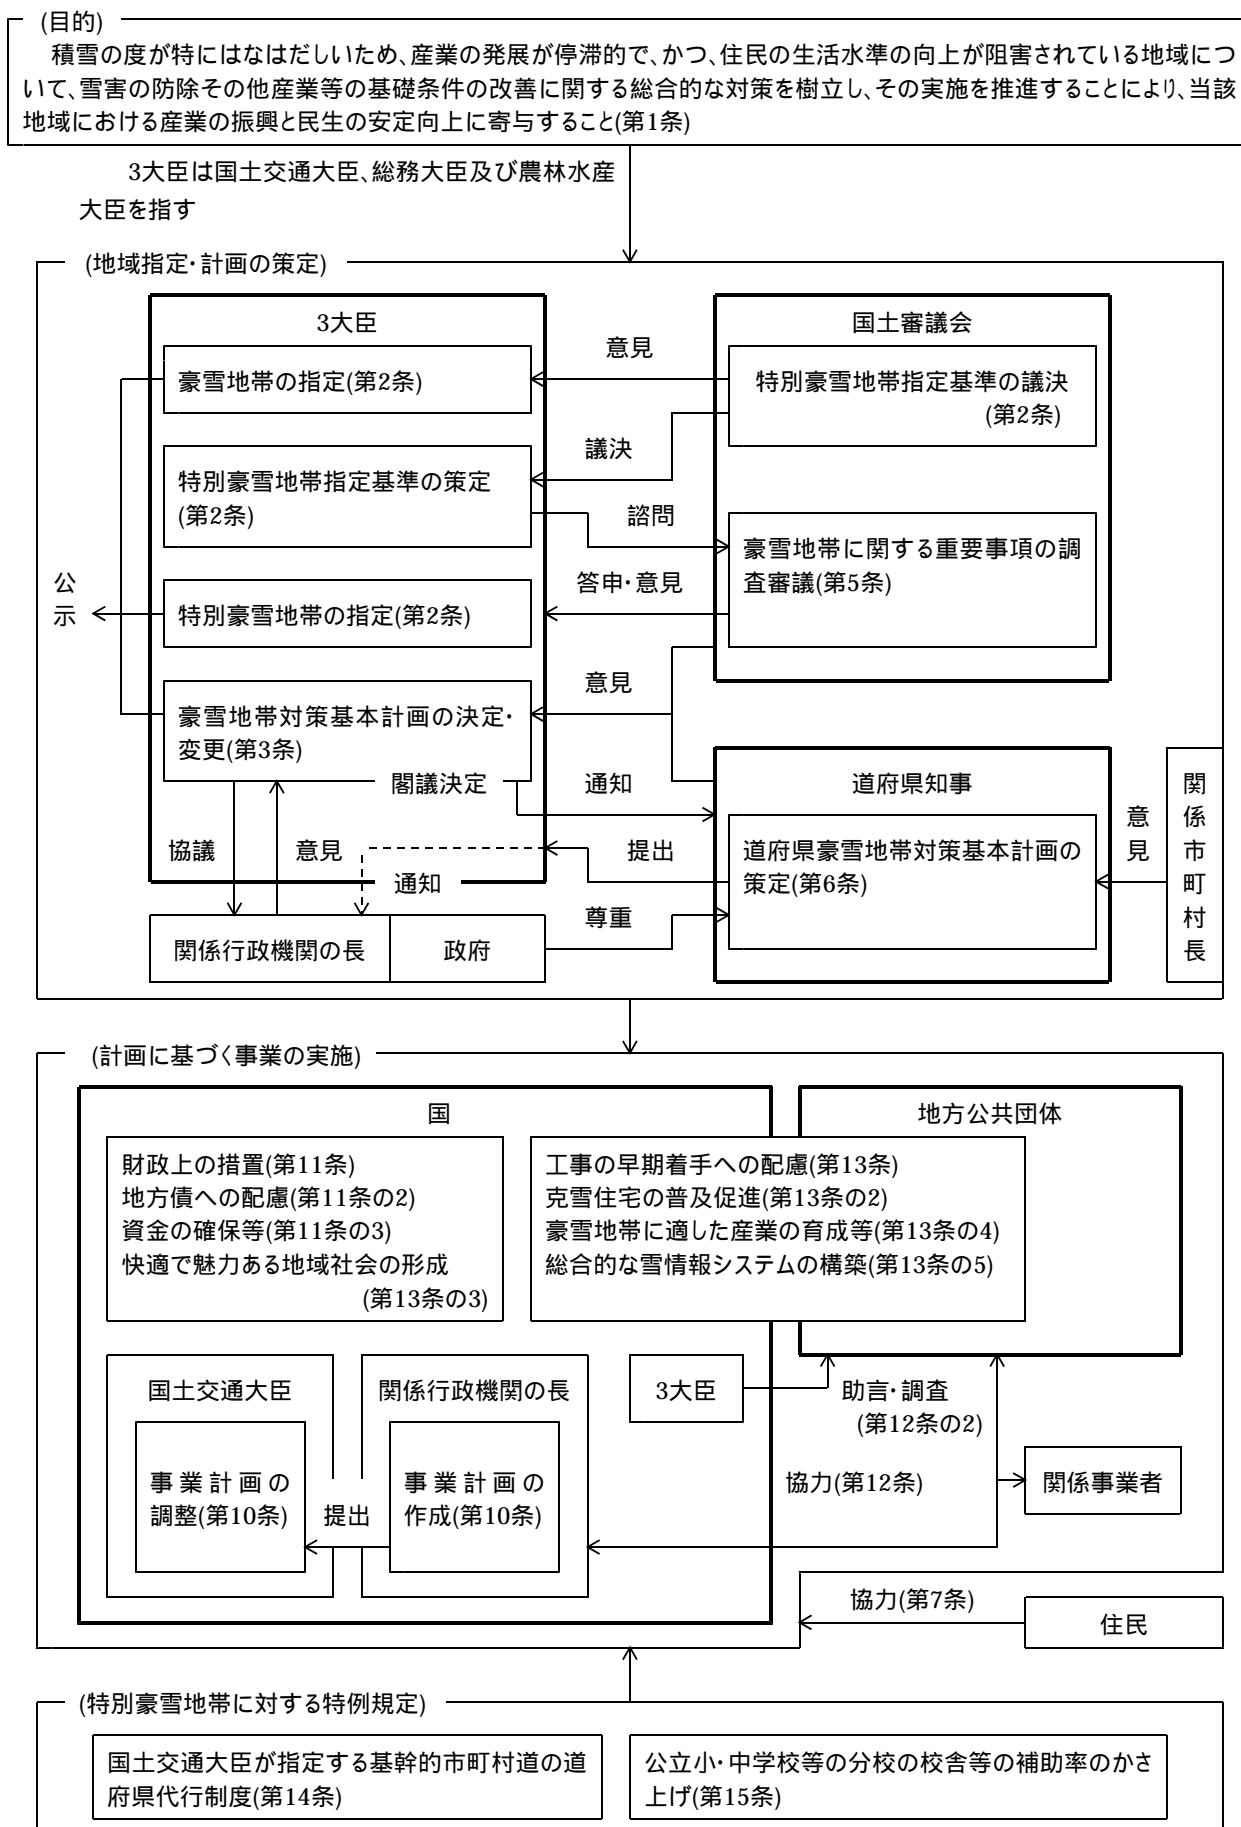 (目的)
積雪の度が特にはなはだしいため、産業の発展が停滞的で、かつ、住民の生活水準の向上が阻害されている地域につ
いて、雪害の防除その他産業等の基礎条件の改善に関する総合的な対策を樹立し、その実施を推進することにより、当該
地域における産業の振興と民生の安定向上に寄与すること(第1条)
3大臣は国土交通大臣、総務大臣及び農林水産
大臣を指す
(地域指定・計画の策定)
3大臣
国土審議会
意見
豪雪地帯の指定(第2条)
特別豪雪地帯指定基準の議決
(第2条)
議決
特別豪雪地帯指定基準の策定
(第2条)
諮問
豪雪地帯に関する重要事項の調
査審議(第5条)
答申・意見
公
示
特別豪雪地帯の指定(第2条)
意見
豪雪地帯対策基本計画の決定・
変更(第3条)
閣議決定
通知
道府県知事
関
係
市
町
村
長
意
見
協議
意見
提出
道府県豪雪地帯対策基本計画の
策定(第6条)
通知
尊重
関係行政機関の長
政府
(計画に基づく事業の実施)
国
地方公共団体
財政上の措置(第11条)
地方債への配慮(第11条の2)
資金の確保等(第11条の3)
快適で魅力ある地域社会の形成
(第13条の3)
工事の早期着手への配慮(第13条)
克雪住宅の普及促進(第13条の2)
豪雪地帯に適した産業の育成等(第13条の4)
総合的な雪情報システムの構築(第13条の5)
国土交通大臣
関係行政機関の長
3大臣
助言・調査
(第12条の2)
事業計画の
調整(第10条)
提出
事業計画の
作成(第10条)
協力(第12条)
関係事業者
協力(第7条)
住民
(特別豪雪地帯に対する特例規定)
国土交通大臣が指定する基幹的市町村道の道
府県代行制度(第14条)
公立小・中学校等の分校の校舎等の補助率のかさ
上げ(第15条)